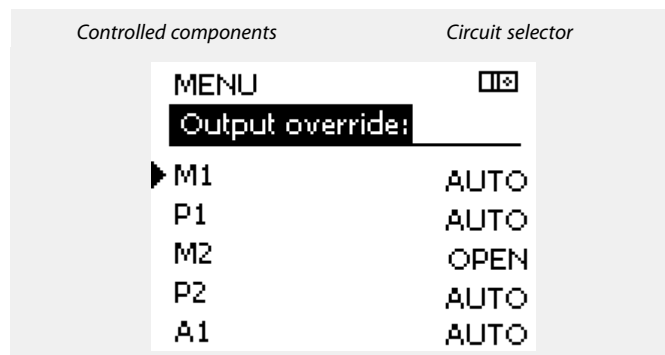 Controlled components Circuit selector
MENU
Output override:
M1 AUTO
P1 AUTO
M2 OPEN
P2 AUTO
A1 AUTO